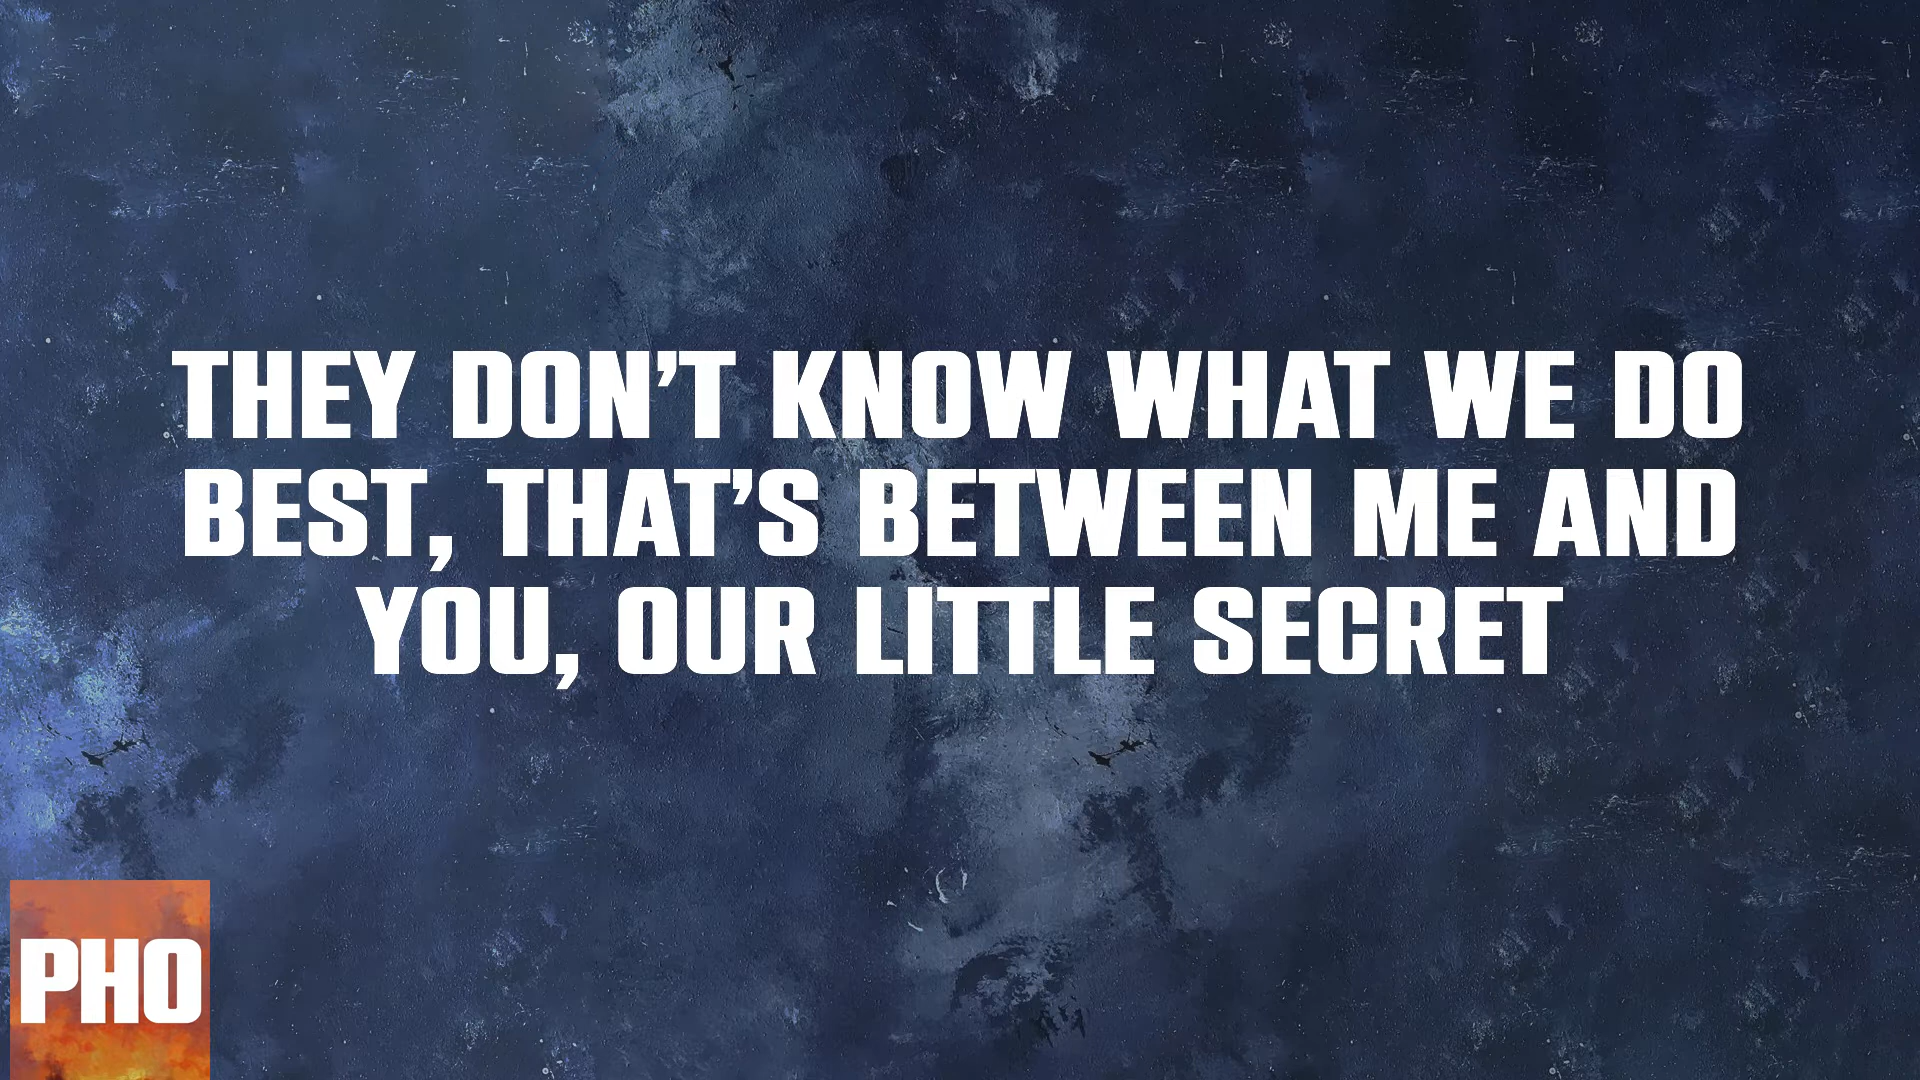 THEY DON’T KNOW WHAT WE DO
BEST, THAT’S BETWEEN ME AND
YOU, OUR LITTLE SECRET
PHO